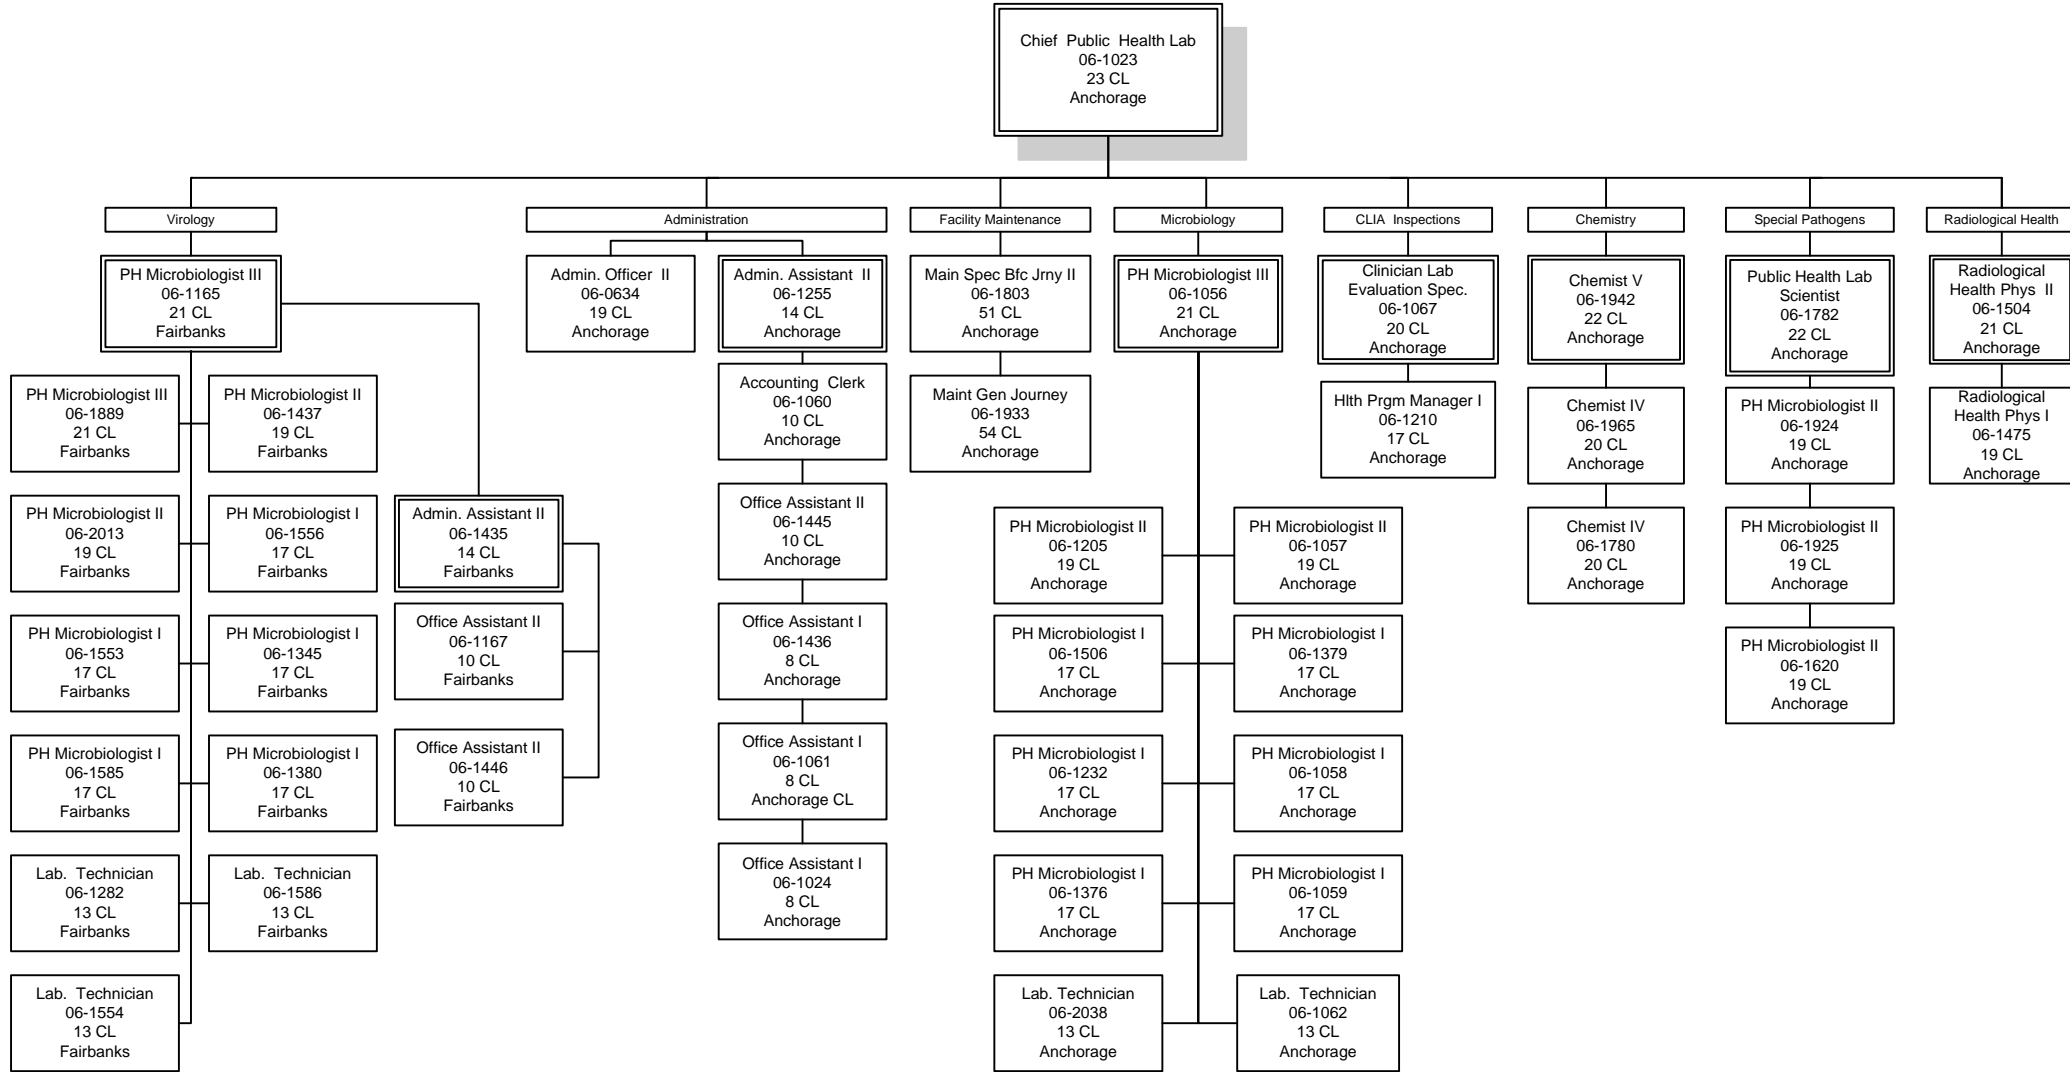 Chief Public Health Lab
06-1023
23 CL
Anchorage
Virology
Administration
Facility Maintenance
Microbiology
CLIA Inspections
Chemistry
Special Pathogens
Radiological Health
PH Microbiologist III
06-1165
21 CL
Fairbanks
PH Microbiologist III
06-1889
21 CL
Fairbanks
PH Microbiologist II
06-1437
19 CL
Fairbanks
PH Microbiologist II
06-2013
19 CL
Fairbanks
PH Microbiologist I
06-1556
17 CL
Fairbanks
PH Microbiologist I
06-1553
17 CL
Fairbanks
PH Microbiologist I
06-1345
17 CL
Fairbanks
PH Microbiologist I
06-1585
17 CL
Fairbanks
PH Microbiologist I
06-1380
17 CL
Fairbanks
Lab. Technician
06-1282
13 CL
Fairbanks
Lab. Technician
06-1586
13 CL
Fairbanks
Lab. Technician
06-1554
13 CL
Fairbanks
Admin. Assistant II
06-1435
14 CL
Fairbanks
Office Assistant II
06-1167
10 CL
Fairbanks
Office Assistant II
06-1446
10 CL
Fairbanks
Admin. Officer II
06-0634
19 CL
Anchorage
Admin. Assistant II
06-1255
14 CL
Anchorage
Accounting Clerk
06-1060
10 CL
Anchorage
Office Assistant II
06-1445
10 CL
Anchorage
Office Assistant I
06-1436
8 CL
Anchorage
Office Assistant I
06-1061
8 CL
Anchorage CL
Office Assistant I
06-1024
8 CL
Anchorage
Main Spec Bfc Jrny II
06-1803
51 CL
Anchorage
Maint Gen Journey
06-1933
54 CL
Anchorage
PH Microbiologist III
06-1056
21 CL
Anchorage
PH Microbiologist II
06-1205
19 CL
Anchorage
PH Microbiologist II
06-1057
19 CL
Anchorage
PH Microbiologist I
06-1506
17 CL
Anchorage
PH Microbiologist I
06-1379
17 CL
Anchorage
PH Microbiologist I
06-1232
17 CL
Anchorage
PH Microbiologist I
06-1058
17 CL
Anchorage
PH Microbiologist I
06-1376
17 CL
Anchorage
PH Microbiologist I
06-1059
17 CL
Anchorage
Lab. Technician
06-2038
13 CL
Anchorage
Lab. Technician
06-1062
13 CL
Anchorage
Clinician Lab
Evaluation Spec.
06-1067
20 CL
Anchorage
Hlth Prgm Manager I
06-1210
17 CL
Anchorage
Chemist V
06-1942
22 CL
Anchorage
Chemist IV
06-1965
20 CL
Anchorage
Chemist IV
06-1780
20 CL
Anchorage
Public Health Lab
Scientist
06-1782
22 CL
Anchorage
PH Microbiologist II
06-1924
19 CL
Anchorage
PH Microbiologist II
06-1925
19 CL
Anchorage
PH Microbiologist II
06-1620
19 CL
Anchorage
Radiological
Health Phys II
06-1504
21 CL
Anchorage
Radiological
Health Phys I
06-1475
19 CL
Anchorage